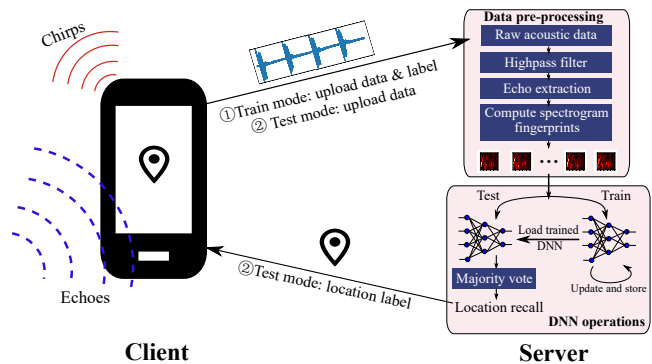 Chirps
①Train mode: upload data & label
② Test mode: upload data
Echoes
②Test mode: location label
Client
Data pre-processing
Raw acoustic data
Highpass filter
Echo extraction
Compute spectrogram
fingerprints
Test
Train
Load trained
DNN
Majority vote
Update and store
Location recall
DNN operations
Server